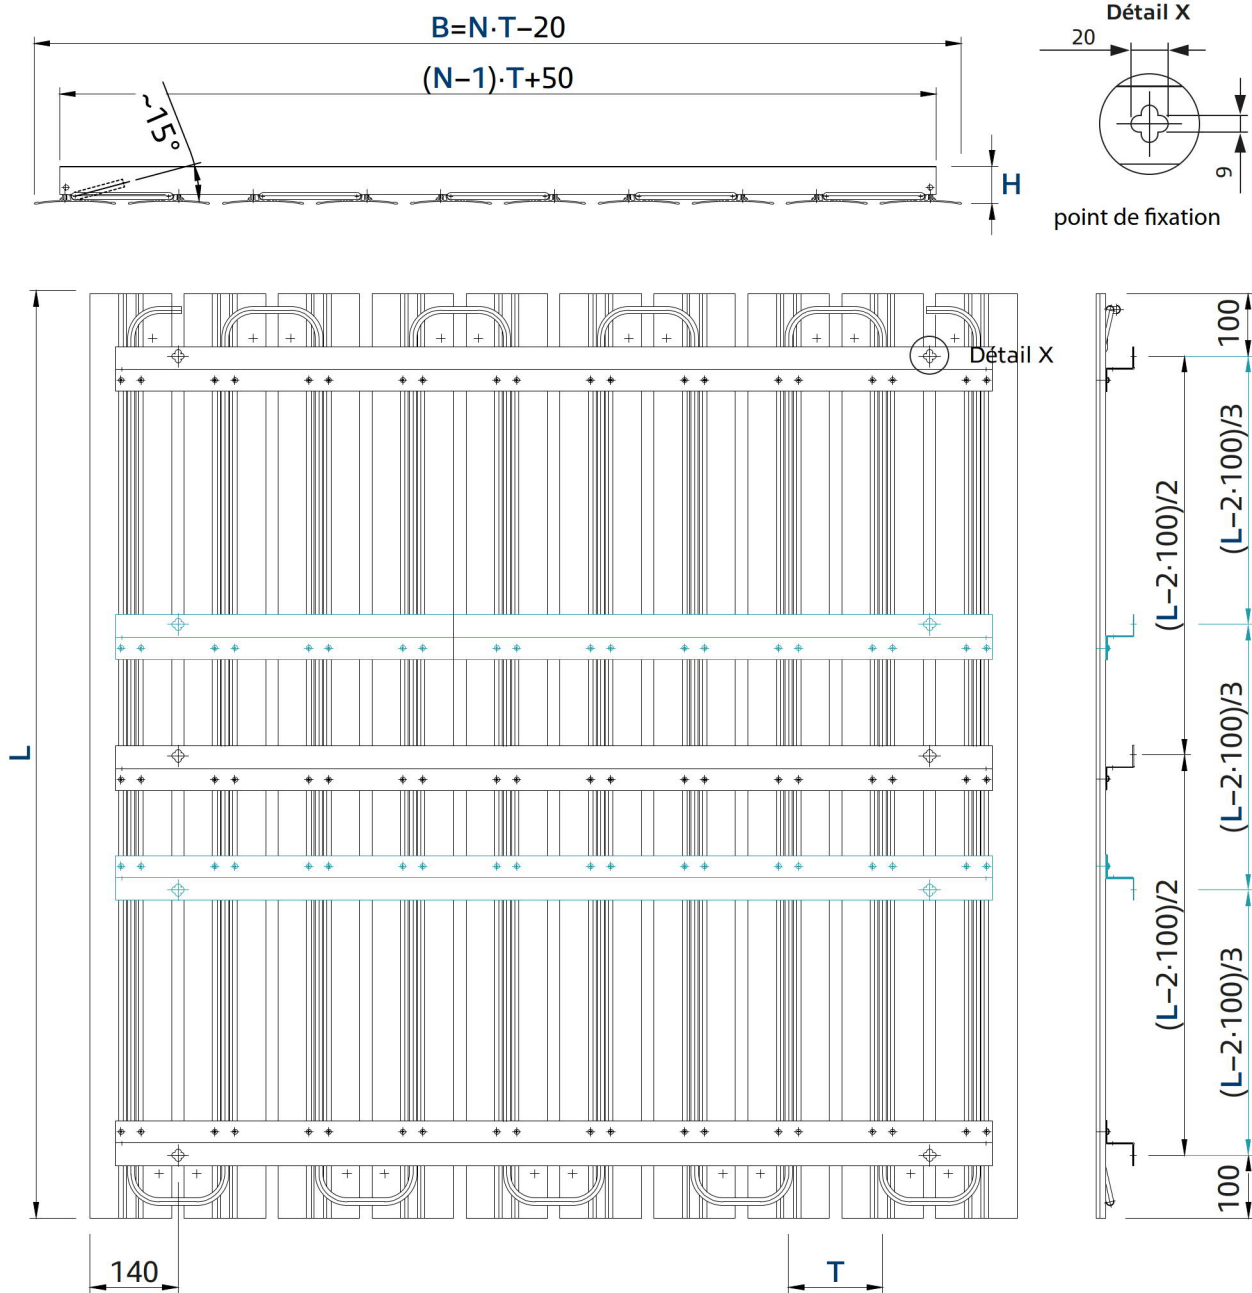 Détail X
B=N·T−20
20
(N−1)·T+50
~15°
H
9
point de fixation
100
Détail X
(L−2·100)/3
(L−2·100)/2
L
(L−2·100)/3
(L−2·100)/2
(L−2·100)/3
100
140
T